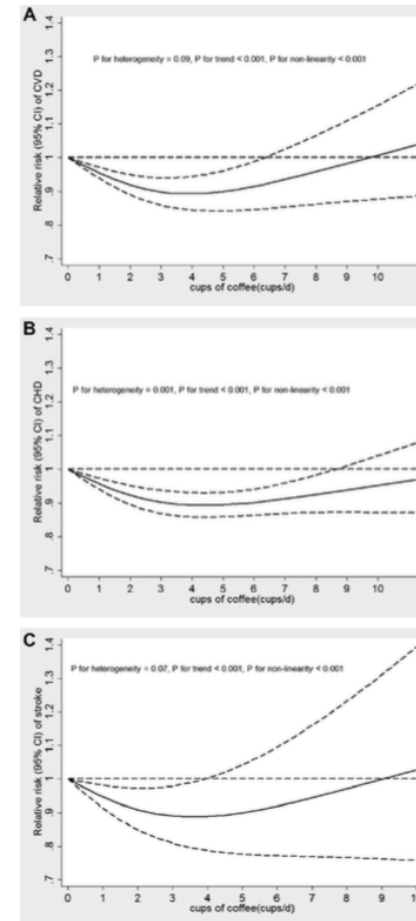 A
P for heterogeneity = 0.09, P for trend < 0.001, P for non-linearity < 0.001
Relative risk (95% CI) of CVD
1.4
1.3
1.2
1.1
1
.9
.8
.7
0 1 2 3 4 5 6 7 8 9 10
cups of coffee(cups/d)
B
P for heterogeneity = 0.001, P for trend < 0.001, P for non-linearity < 0.001
Relative risk (95% CI) of CHD
1.4
1.3
1.2
1.1
1
.9
.8
.7
0 1 2 3 4 5 6 7 8 9 10
cups of coffee(cups/d)
C
P for heterogeneity = 0.07, P for trend < 0.001, P for non-linearity < 0.001
Relative risk (95% CI) of stroke
1.4
1.3
1.2
1.1
1
.9
.8
.7
.6
0 1 2 3 4 5 6 7 8 9 10
cups of coffee(cups/d)